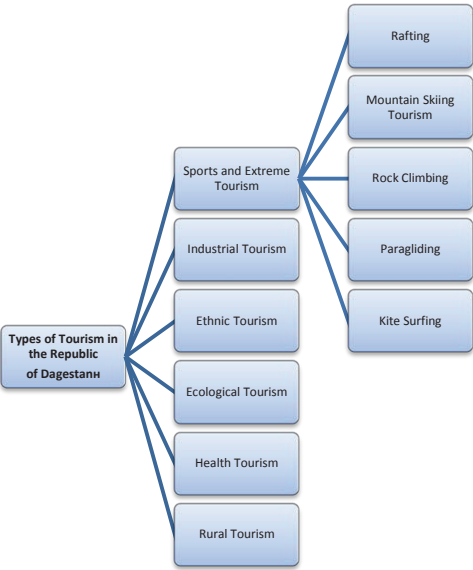 Types of Tourism in
the Republic
of Dagestanн
Sports and Extreme
Tourism
Industrial Tourism
Ethnic Tourism
Ecological Tourism
Health Tourism
Rural Tourism
Rafting
Mountain Skiing
Tourism
Rock Climbing
Paragliding
Kite Surfing